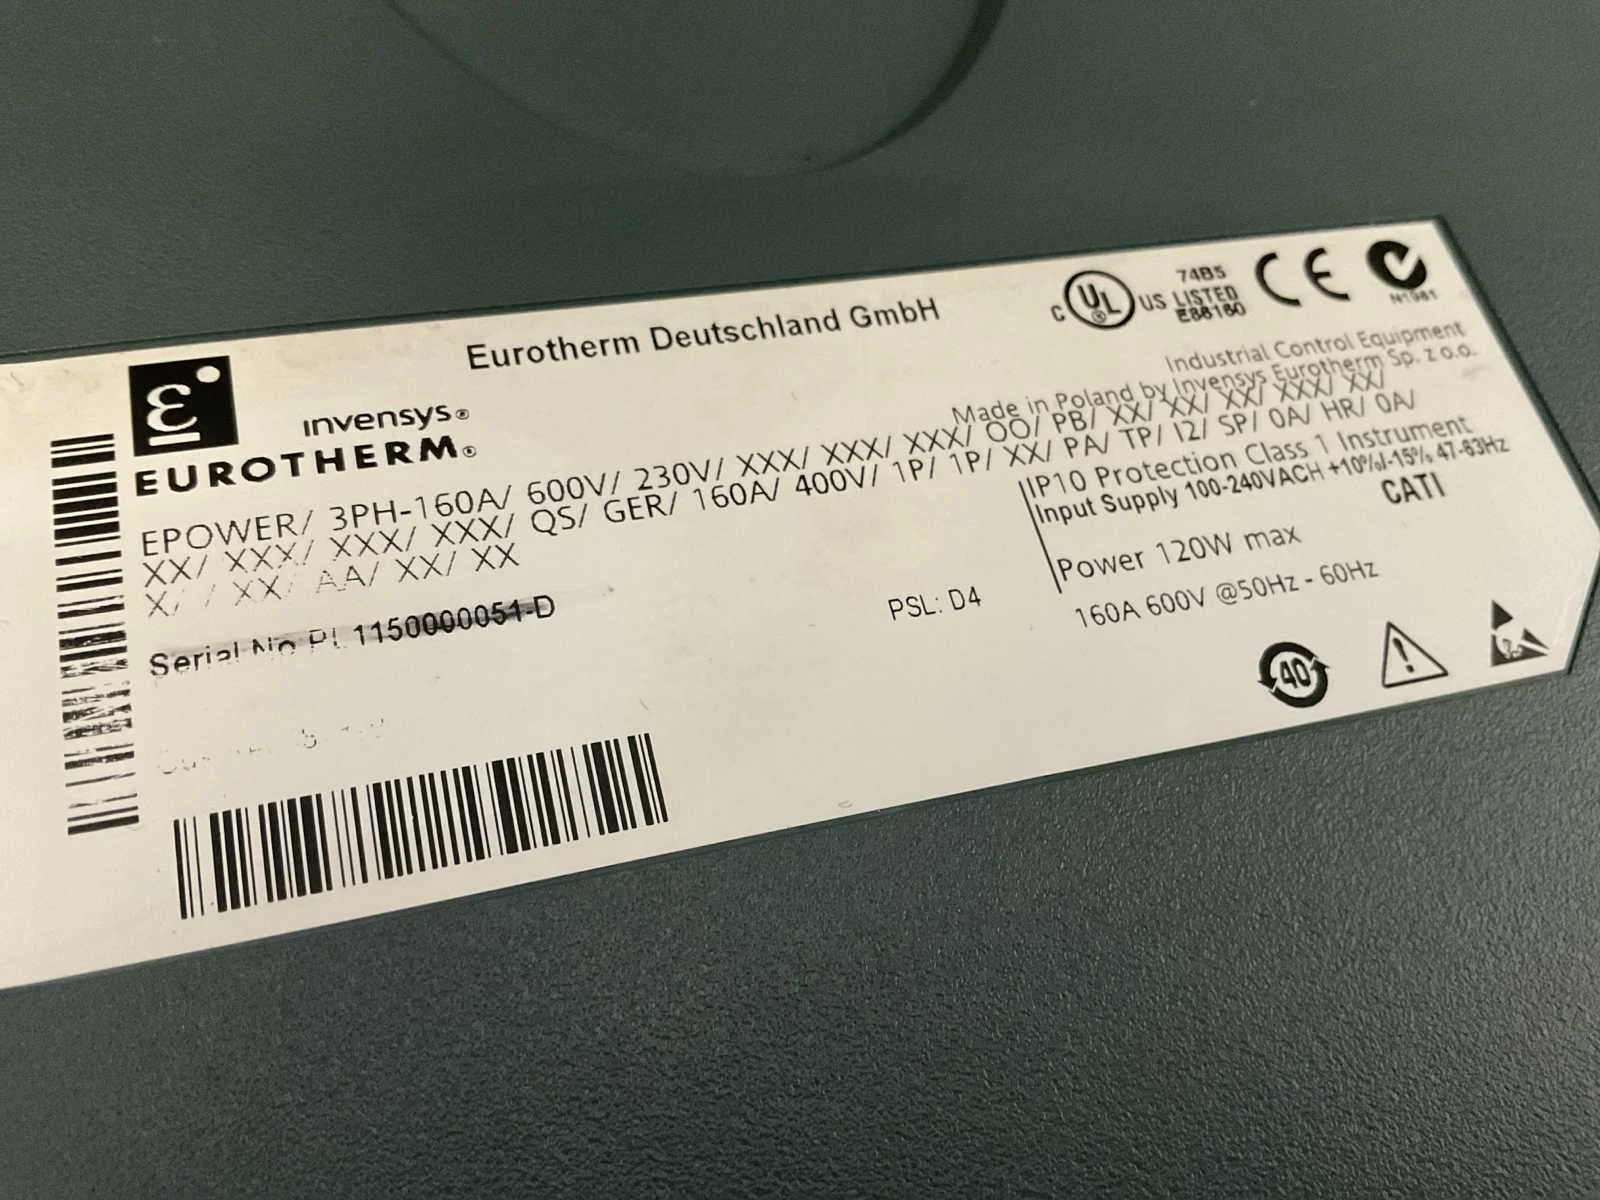 Eurotherm Deutschland GmbH
C UL US LISTED
74B5
E86160
CE
N1961
Industrial Control Equipment
Made in Poland by Invensys Eurotherm Sp. z o.o.
ε
invensys®
EUROTHERM®
EPOWER/ 3PH-160A/ 600V/ 230V/ XXX/ XXX/ XXX/ OO/ PB/ XX/ XX/ XX/ XXX/ XX/
XX/ XXX/ XXX/ XXX/ QS/ GER/ 160A/ 400V/ 1P/ 1P/ XX/ PA/ TP/ I2/ SP/ 0A/ HR/ 0A/
X/ / XX/ AA/ XX/ XX
IP10 Protection Class 1 Instrument
Input Supply 100-240VACH +10%/-15% 47-63Hz
CATI
Power 120W max
160A 600V @50Hz - 60Hz
Serial No 1150000051-D
PSL: D4
40